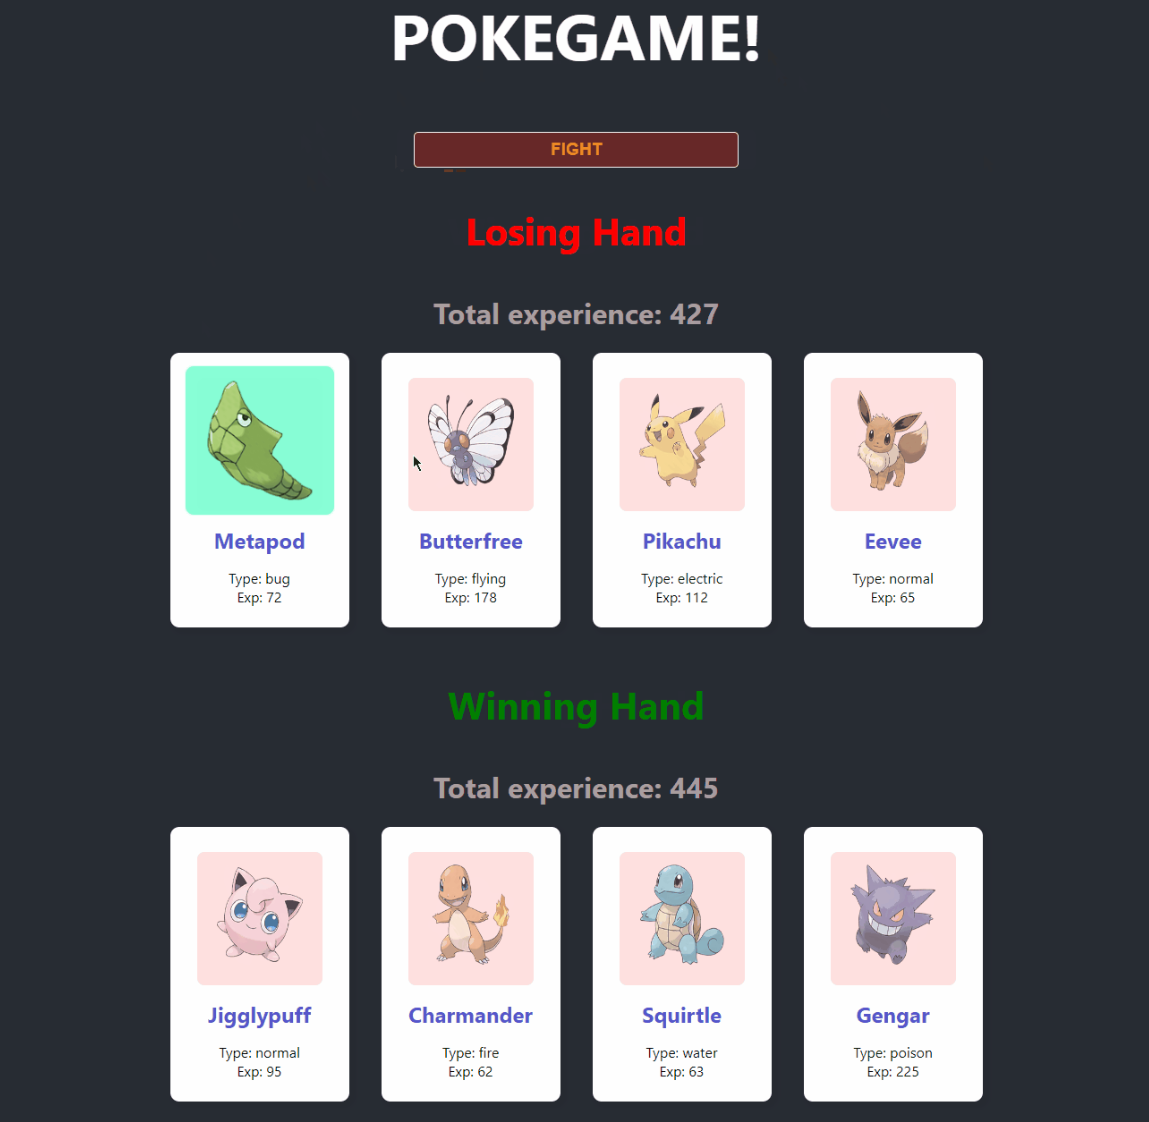 POKEGAME!
FIGHT
Losing Hand
Total experience: 427
Metapod
Type: bug
Exp: 72
Butterfree
Type: flying
Exp: 178
Pikachu
Type: electric
Exp: 112
Eevee
Type: normal
Exp: 65
Winning Hand
Total experience: 445
Jigglypuff
Type: normal
Exp: 95
Charmander
Type: fire
Exp: 62
Squirtle
Type: water
Exp: 63
Gengar
Type: poison
Exp: 225